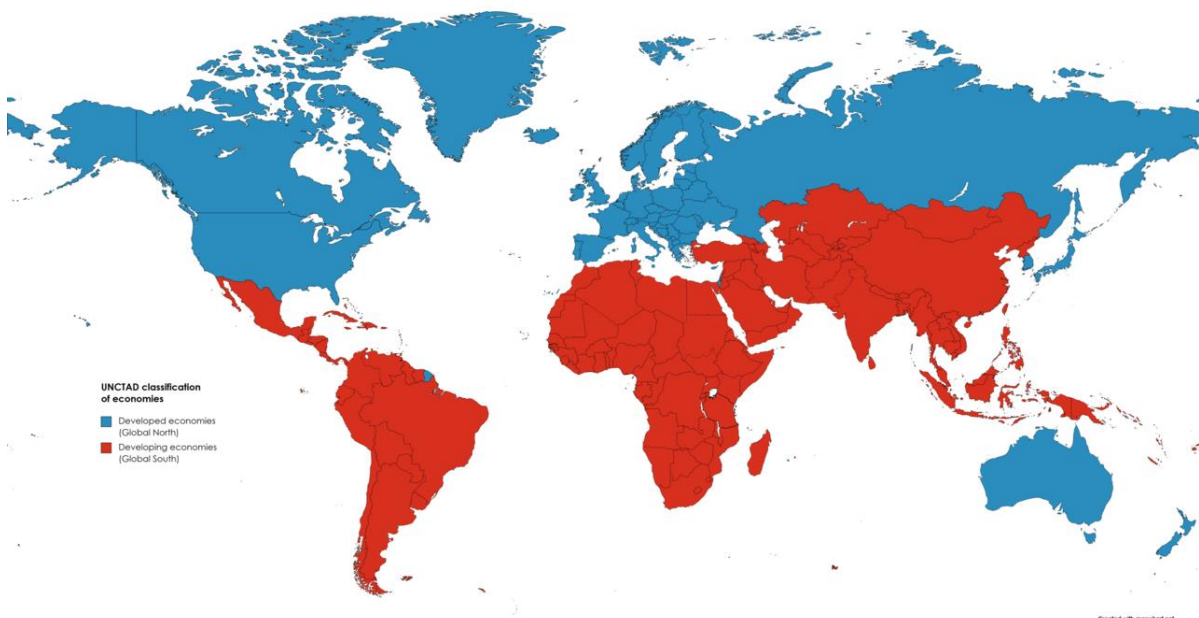 UNCTAD classification
of economies
Developed economies
(Global North)
Developing economies
(Global South)